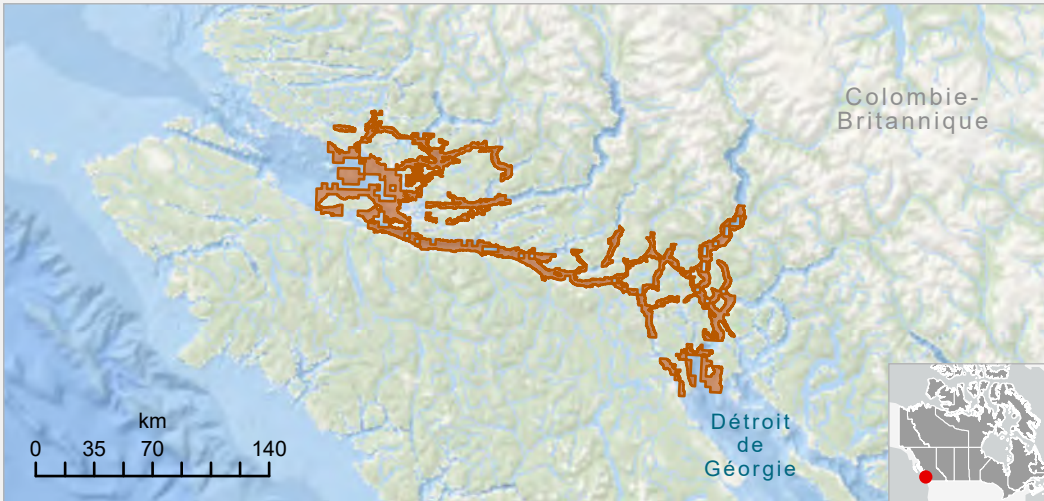 Colombie-
Britannique
km
0 35 70 140
Détroit
de
Géorgie